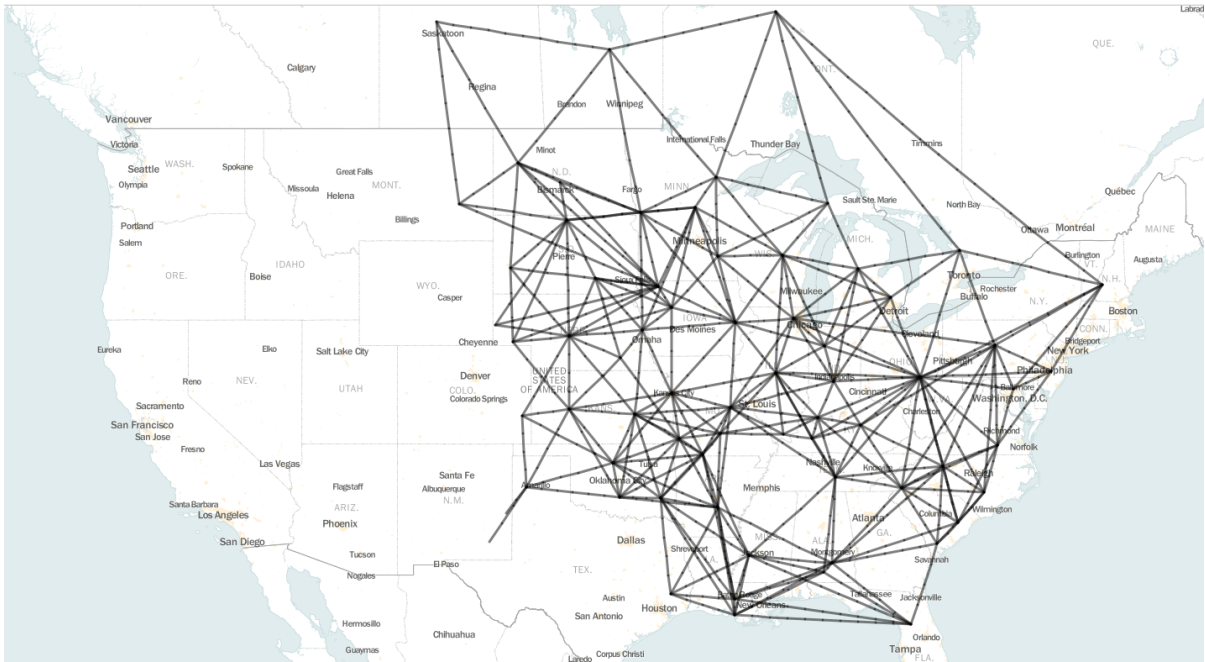 Labrad
Saskatoon
QUE.
Calgary
ONT.
Regina
Brandon
Winnipeg
Vancouver
Victoria
International Falls
Thunder Bay
Timmins
Minot
WASH.
Spokane
Seattle
Great Falls
N.D.
Olympia
Missoula
Helena
MONT.
Bismarck
Fargo
MINN.
Québec
Sault Ste. Marie
North Bay
Portland
Billings
Ottawa
Montréal
MAINE
Salem
Minneapolis
MICH.
Pierre
WIS.
Burlington
VT.
Augusta
ORE.
IDAHO
Boise
Toronto
N.H.
WYO.
Sioux Falls
Milwaukee
Rochester
Buffalo
N.Y.
Casper
Detroit
Boston
IOWA
Chicago
Des Moines
CONN.
Cleveland
Omaha
Bridgeport
Eureka
Elko
Salt Lake City
Cheyenne
New York
Pittsburgh
OHIO
Philadelphia
UNITED
STATES
OF AMERICA
Reno
NEV.
UTAH
Denver
COLO.
Indianapolis
Baltimore
Kansas City
Cincinnati
Colorado Springs
Washington, D.C.
Sacramento
St. Louis
KANS.
MO.
W.VA.
Charleston
San Francisco
San Jose
Richmond
Fresno
Norfolk
Las Vegas
Nashville
Knoxville
Raleigh
Tulsa
Santa Fe
Flagstaff
Albuquerque
Amarillo
Oklahoma City
Memphis
N.M.
Santa Barbara
ARIZ.
Wilmington
Los Angeles
Columbia
Atlanta
Phoenix
GA.
San Diego
MISS.
ALA.
Dallas
Shreveport
Jackson
Montgomery
Tucson
LA.
Savannah
El Paso
Nogales
TEX.
Baton Rouge
Tallahassee
Jacksonville
Austin
Houston
New Orleans
San Antonio
Hermosillo
Chihuahua
Orlando
Guaymas
Tampa
Corpus Christi
Laredo
FLA.